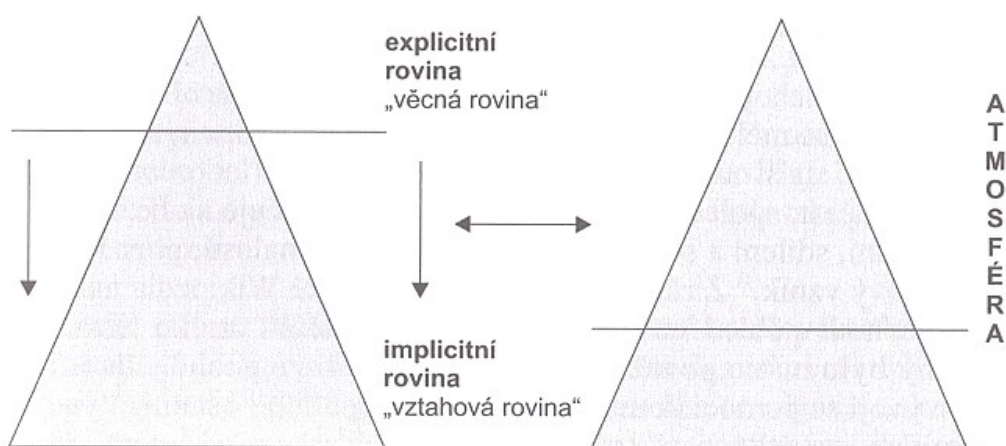 explicitní
rovina
„věcná rovina“
implicitní
rovina
„vztahová rovina“
ATMOSFÉRA